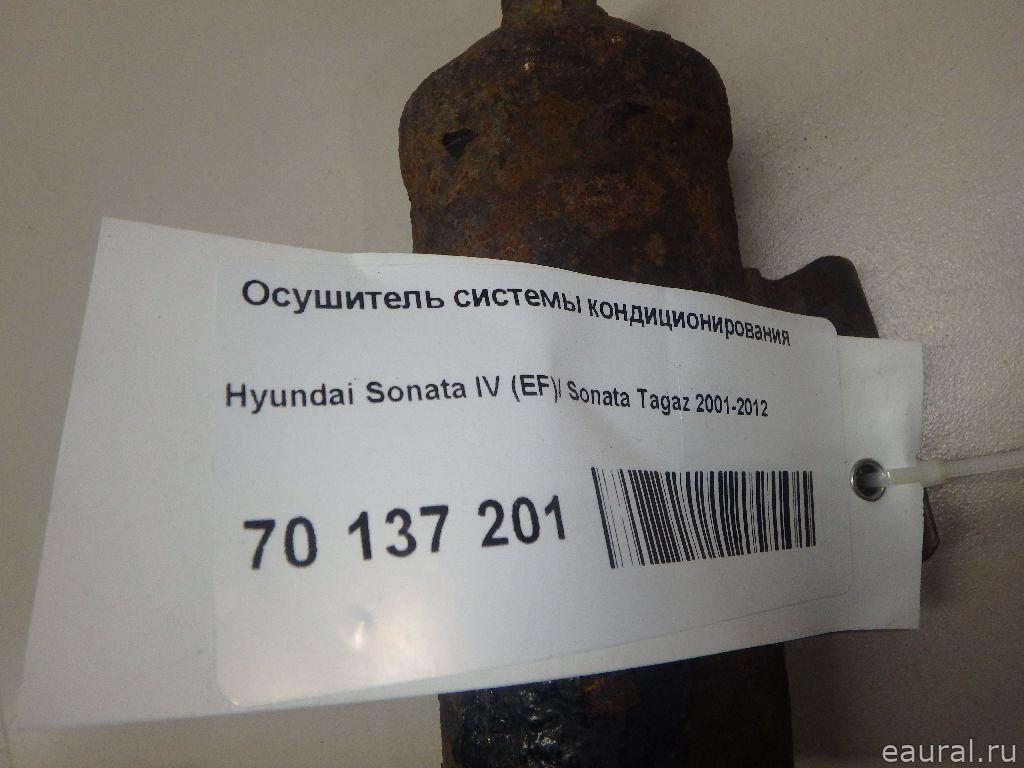 Осушитель системы кондиционирования
Hyundai Sonata IV (EF)/ Sonata Tagaz 2001-2012
70 137 201
eaural.ru